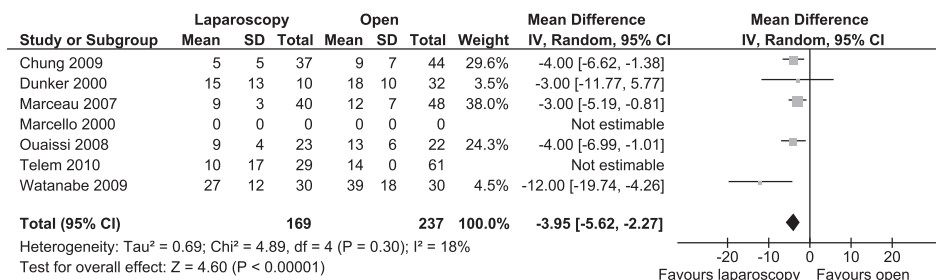 Laparoscopy Open Mean Difference Mean Difference
Study or Subgroup Mean SD Total Mean SD Total Weight IV, Random, 95% CI IV, Random, 95% CI
Chung 2009 5 5 37 9 7 44 29.6% -4.00 [-6.62, -1.38]
Dunker 2000 15 13 10 18 10 32 3.5% -3.00 [-11.77, 5.77]
Marceau 2007 9 3 40 12 7 48 38.0% -3.00 [-5.19, -0.81]
Marcello 2000 0 0 0 0 0 0 Not estimable
Ouaissi 2008 9 4 23 13 6 22 24.3% -4.00 [-6.99, -1.01]
Telem 2010 10 17 29 14 0 61 Not estimable
Watanabe 2009 27 12 30 39 18 30 4.5% -12.00 [-19.74, -4.26]
Total (95% CI) 169 237 100.0% -3.95 [-5.62, -2.27]
Heterogeneity: Tau² = 0.69; Chi² = 4.89, df = 4 (P = 0.30); I² = 18%
Test for overall effect: Z = 4.60 (P < 0.00001)
-20 -10 0 10 20
Favours laparoscopy Favours open